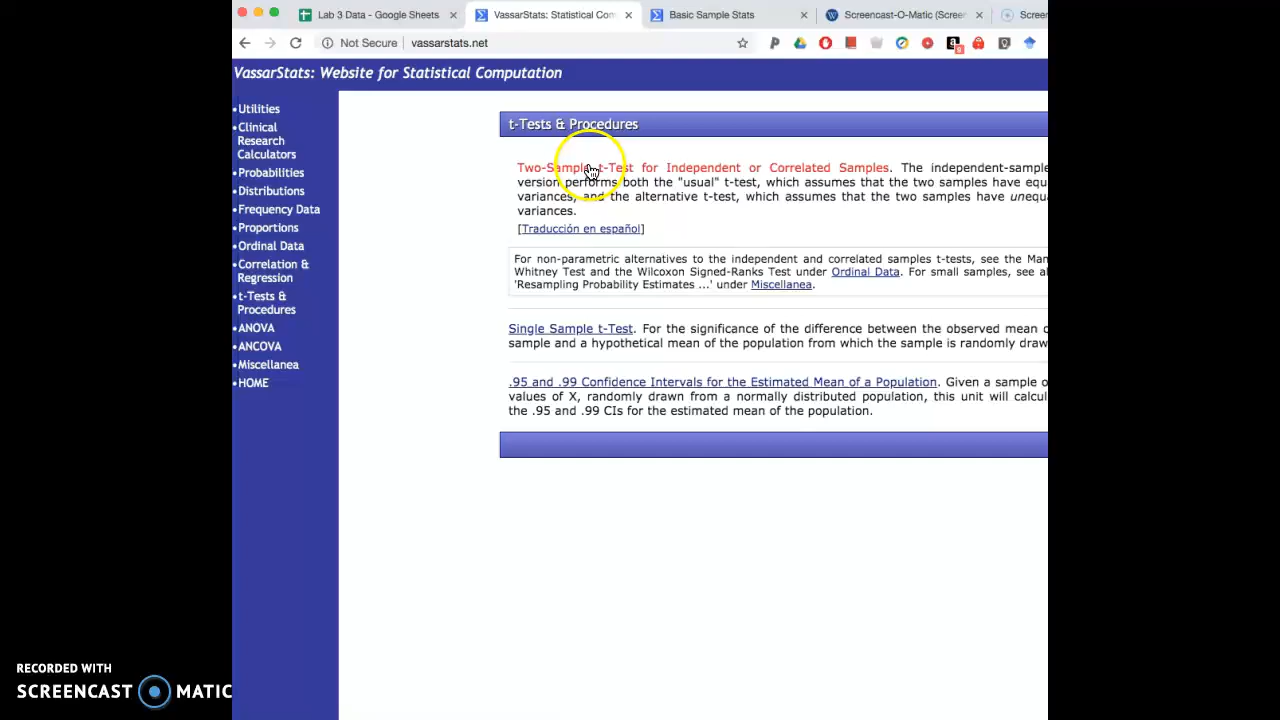 Lab 3 Data - Google Sheets
VassarStats: Statistical Com
Basic Sample Stats
Screencast-O-Matic (Screen
Screen
Not Secure
vassarstats.net
VassarStats: Website for Statistical Computation
Utilities
Clinical
Research
Calculators
Probabilities
Distributions
Frequency Data
Proportions
Ordinal Data
Correlation &
Regression
t-Tests &
Procedures
ANOVA
ANCOVA
Miscellanea
HOME
t-Tests & Procedures
Two-Sample t-Test for Independent or Correlated Samples. The independent-sample
version performs both the "usual" t-test, which assumes that the two samples have equ
variances, and the alternative t-test, which assumes that the two samples have unequa
variances.
[Traducción en español]
For non-parametric alternatives to the independent and correlated samples t-tests, see the Man
Whitney Test and the Wilcoxon Signed-Ranks Test under Ordinal Data. For small samples, see al
'Resampling Probability Estimates ...' under Miscellanea.
Single Sample t-Test. For the significance of the difference between the observed mean o
sample and a hypothetical mean of the population from which the sample is randomly draw
.95 and .99 Confidence Intervals for the Estimated Mean of a Population. Given a sample o
values of X, randomly drawn from a normally distributed population, this unit will calcul
the .95 and .99 CIs for the estimated mean of the population.
RECORDED WITH
SCREENCAST MATIC